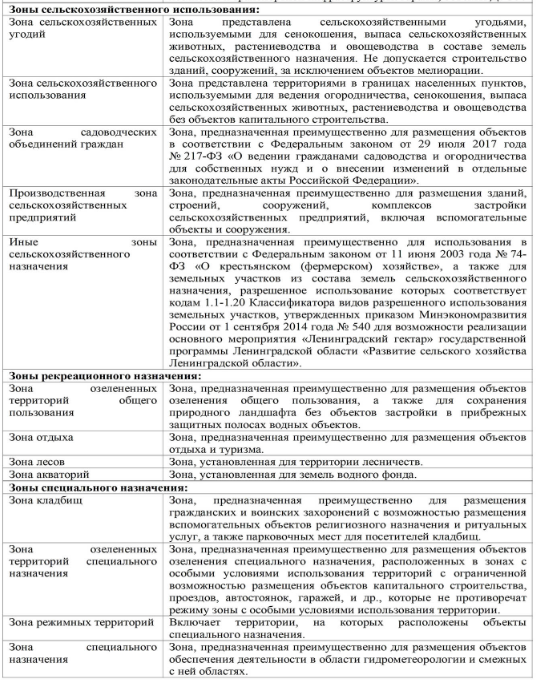 Зоны сельскохозяйственного использования:
Зона сельскохозяйственных угодий
Зона представлена сельскохозяйственными угодьями,
используемыми для сенокошения, выпаса сельскохозяйственных
животных, растениеводства и овощеводства в составе земель
сельскохозяйственного назначения. Не допускается строительство
зданий, сооружений, за исключением объектов мелиорации.
Зона сельскохозяйственного
использования
Зона представлена территориями в границах населенных пунктов,
используемыми для ведения огородничества, сенокошения, выпаса
сельскохозяйственных животных, растениеводства и овощеводства
без объектов капитального строительства.
Зона садоводческих
объединений граждан
Зона, предназначенная преимущественно для размещения объектов
в соответствии с Федеральным законом от 29 июля 2017 года
№ 217-ФЗ «О ведении гражданами садоводства и огородничества
для собственных нужд и о внесении изменений в отдельные
законодательные акты Российской Федерации».
Производственная зона
сельскохозяйственных
предприятий
Зона, предназначенная преимущественно для размещения зданий,
строений, сооружений, комплексов застройки
сельскохозяйственных предприятий, включая вспомогательные
объекты и сооружения.
Иные зоны
сельскохозяйственного
назначения
Зона, предназначенная преимущественно для использования в
соответствии с Федеральным законом от 11 июня 2003 года № 74-
ФЗ «О крестьянском (фермерском) хозяйстве», а также для
земельных участков из состава земель сельскохозяйственного
назначения, разрешенное использование которых соответствует
кодам 1.1-1.20 Классификатора видов разрешенного использования
земельных участков, утвержденных приказом Минэкономразвития
России от 1 сентября 2014 года № 540 для возможности реализации
основного мероприятия «Ленинградский гектар» государственной
программы Ленинградской области «Развитие сельского хозяйства
Ленинградской области».
Зоны рекреационного назначения:
Зона озелененных
территорий общего
пользования
Зона, предназначенная преимущественно для размещения объектов
озеленения общего пользования, а также для сохранения
природного ландшафта без объектов застройки в прибрежных
защитных полосах водных объектов.
Зона отдыха
Зона, предназначенная преимущественно для размещения объектов
отдыха и туризма.
Зона лесов
Зона, установленная для территории лесничеств.
Зона акваторий
Зона, установленная для земель водного фонда.
Зоны специального назначения:
Зона кладбищ
Зона, предназначенная преимущественно для размещения
гражданских и воинских захоронений с возможностью размещения
вспомогательных объектов религиозного назначения и ритуальных
услуг, а также парковочных мест для посетителей кладбищ.
Зона озелененных
территорий специального
назначения
Зона, предназначенная преимущественно для размещения объектов
озеленения специального назначения, расположенных в зонах с
особыми условиями использования территорий с ограниченной
возможностью размещения объектов капитального строительства,
проездов, автостоянок, гаражей, и др., которые не противоречат
режиму зоны с особыми условиями использования территории.
Зона режимных территорий
Включает территории, на которых расположены объекты
специального назначения.
Зона специального
назначения
Зона, предназначенная преимущественно для размещения объектов
обеспечения деятельности в области гидрометеорологии и смежных
с ней областях.